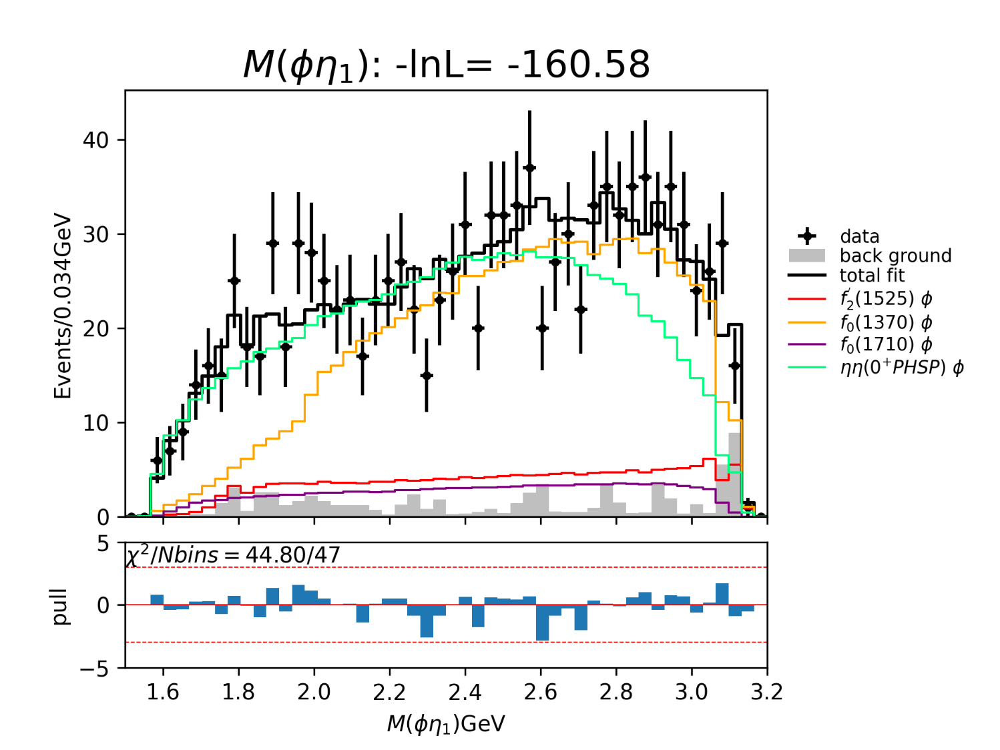 M(ϕη₁): -lnL= -160.58
40
30
20
10
0
Events/0.034GeV
data
back ground
total fit
f₂′(1525) ϕ
f₀(1370) ϕ
f₀(1710) ϕ
ηη(0⁺PHSP) ϕ
χ²/Nbins = 44.80/47
5
0
−5
pull
1.6 1.8 2.0 2.2 2.4 2.6 2.8 3.0 3.2
M(ϕη₁)GeV